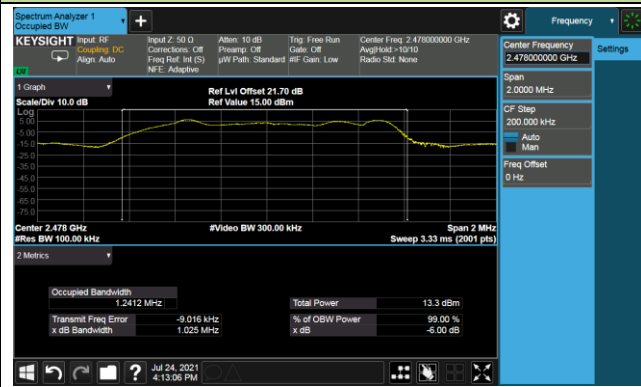 Spectrum Analyzer 1
Occupied BW
+
Frequency
KEYSIGHT
Input: RF
Coupling: DC
Align: Auto
Input Z: 50 Ω
Corrections: Off
Freq Ref: Int (S)
NFE: Adaptive
Atten: 10 dB
Preamp: Off
µW Path: Standard
Trig: Free Run
Gate: Off
#IF Gain: Low
Center Freq: 2.478000000 GHz
Avg|Hold:>10/10
Radio Std: None
Center Frequency
2.478000000 GHz
Settings
Span
2.0000 MHz
CF Step
200.000 kHz
Auto
Man
Freq Offset
0 Hz
1 Graph
Scale/Div 10.0 dB
Ref Lvl Offset 21.70 dB
Ref Value 15.00 dBm
Log
5.00
-5.00
-15.0
-25.0
-35.0
-45.0
-55.0
-65.0
-75.0
Center 2.478 GHz
#Res BW 100.00 kHz
#Video BW 300.00 kHz
Span 2 MHz
Sweep 3.33 ms (2001 pts)
2 Metrics
Occupied Bandwidth
1.2412 MHz
Total Power
13.3 dBm
Transmit Freq Error
-9.016 kHz
% of OBW Power
99.00 %
x dB Bandwidth
1.025 MHz
x dB
-6.00 dB
?
Jul 24, 2021
4:13:06 PM